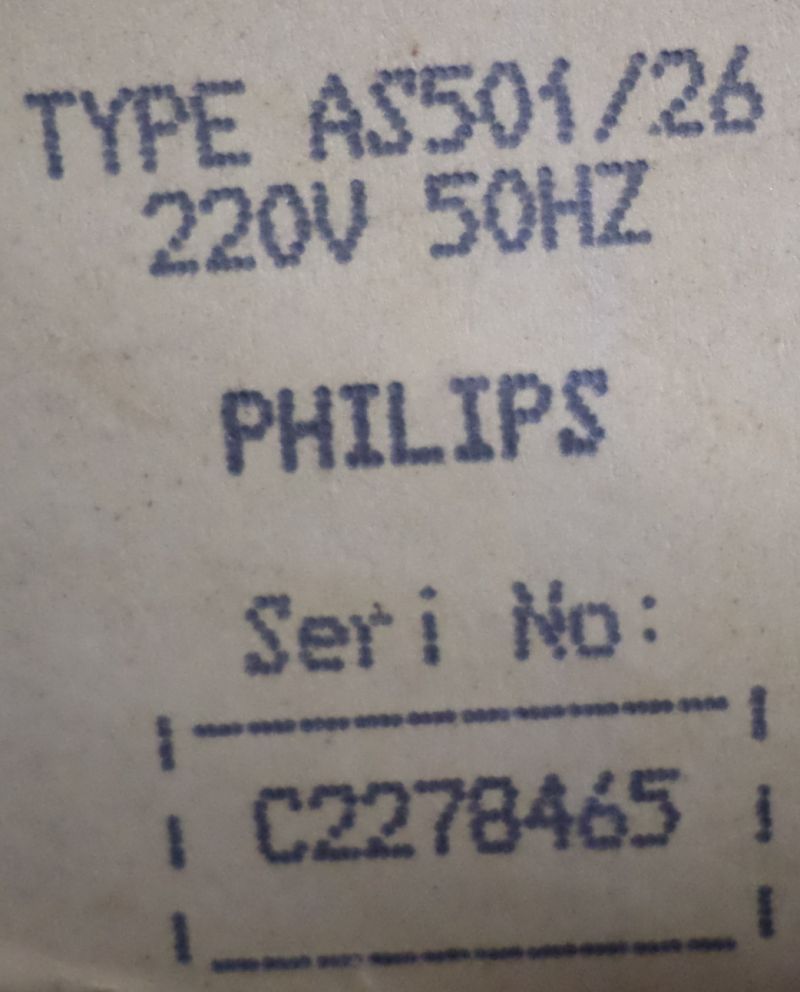 TYPE AS501/26
220V 50HZ
PHILIPS
Seri No:
C2278465